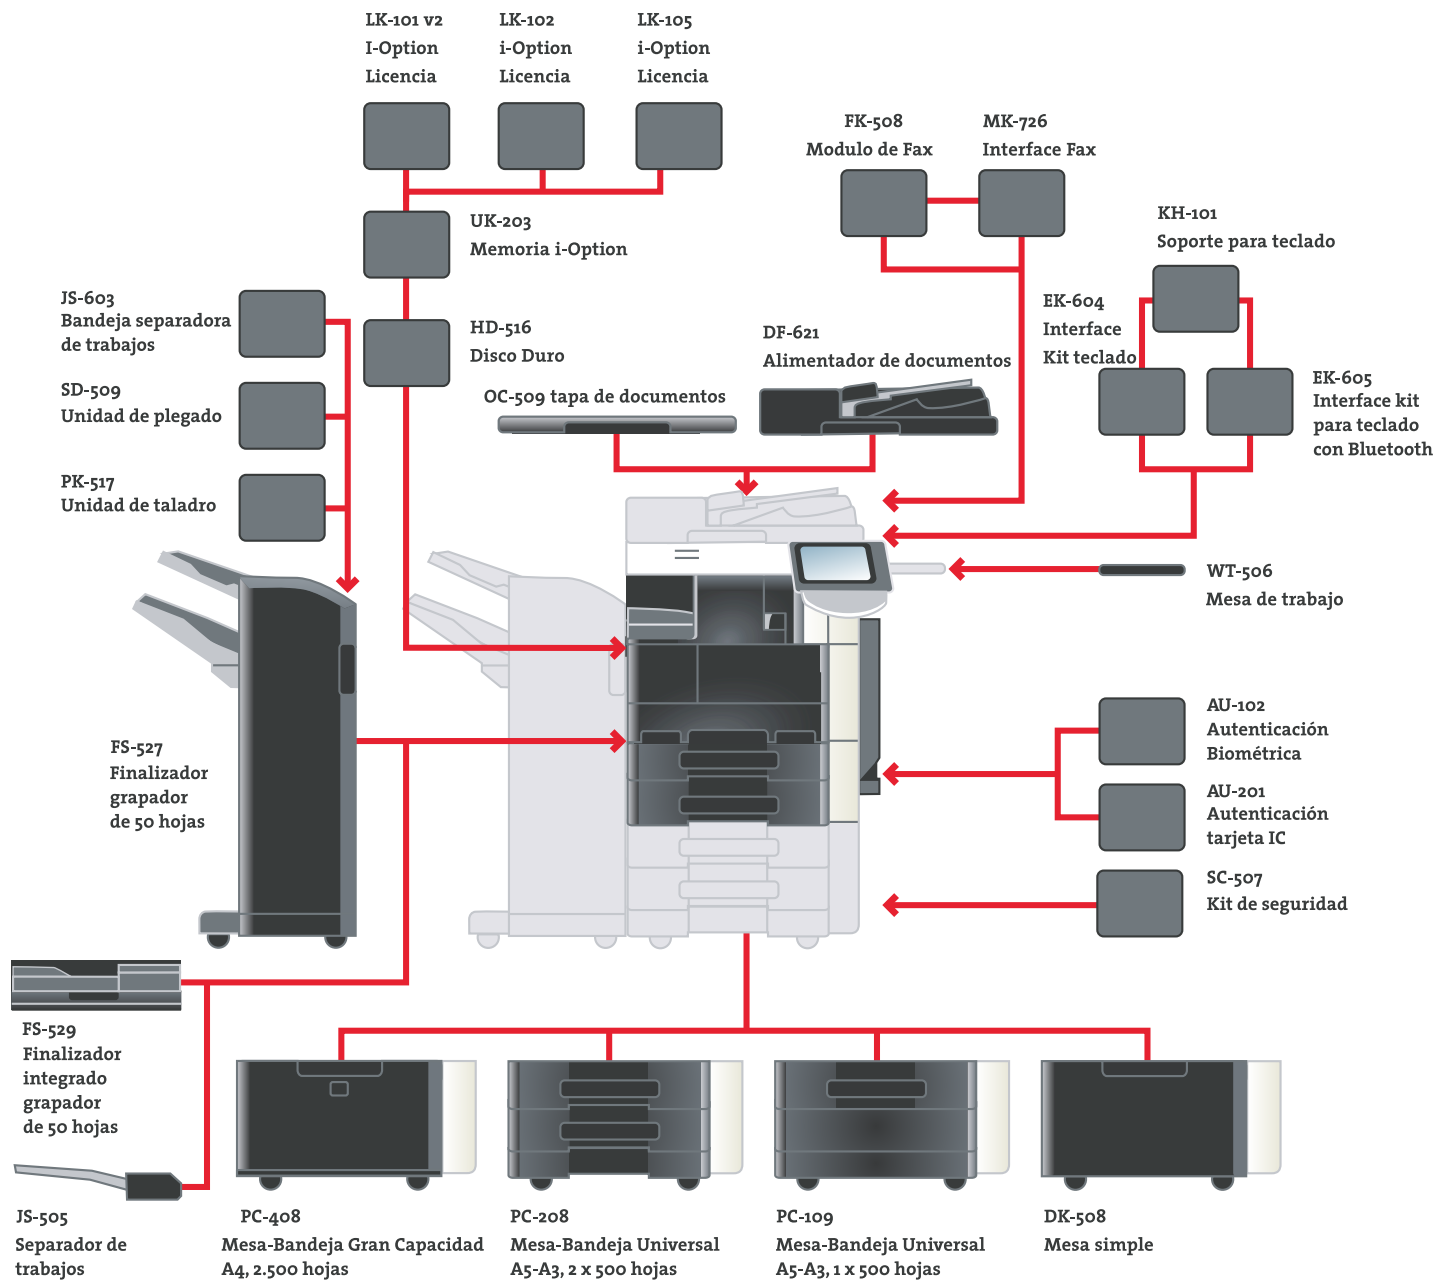 LK-101 v2
I-Option
Licencia
LK-102
i-Option
Licencia
LK-105
i-Option
Licencia
FK-508
Modulo de Fax
MK-726
Interface Fax
UK-203
Memoria i-Option
KH-101
Soporte para teclado
JS-603
Bandeja separadora
de trabajos
HD-516
Disco Duro
EK-604
Interface
Kit teclado
DF-621
Alimentador de documentos
SD-509
Unidad de plegado
OC-509 tapa de documentos
EK-605
Interface kit
para teclado
con Bluetooth
PK-517
Unidad de taladro
WT-506
Mesa de trabajo
FS-527
Finalizador
grapador
de 50 hojas
AU-102
Autenticación
Biométrica
AU-201
Autenticación
tarjeta IC
SC-507
Kit de seguridad
FS-529
Finalizador
integrado
grapador
de 50 hojas
JS-505
Separador de
trabajos
PC-408
Mesa-Bandeja Gran Capacidad
A4, 2.500 hojas
PC-208
Mesa-Bandeja Universal
A5-A3, 2 x 500 hojas
PC-109
Mesa-Bandeja Universal
A5-A3, 1 x 500 hojas
DK-508
Mesa simple